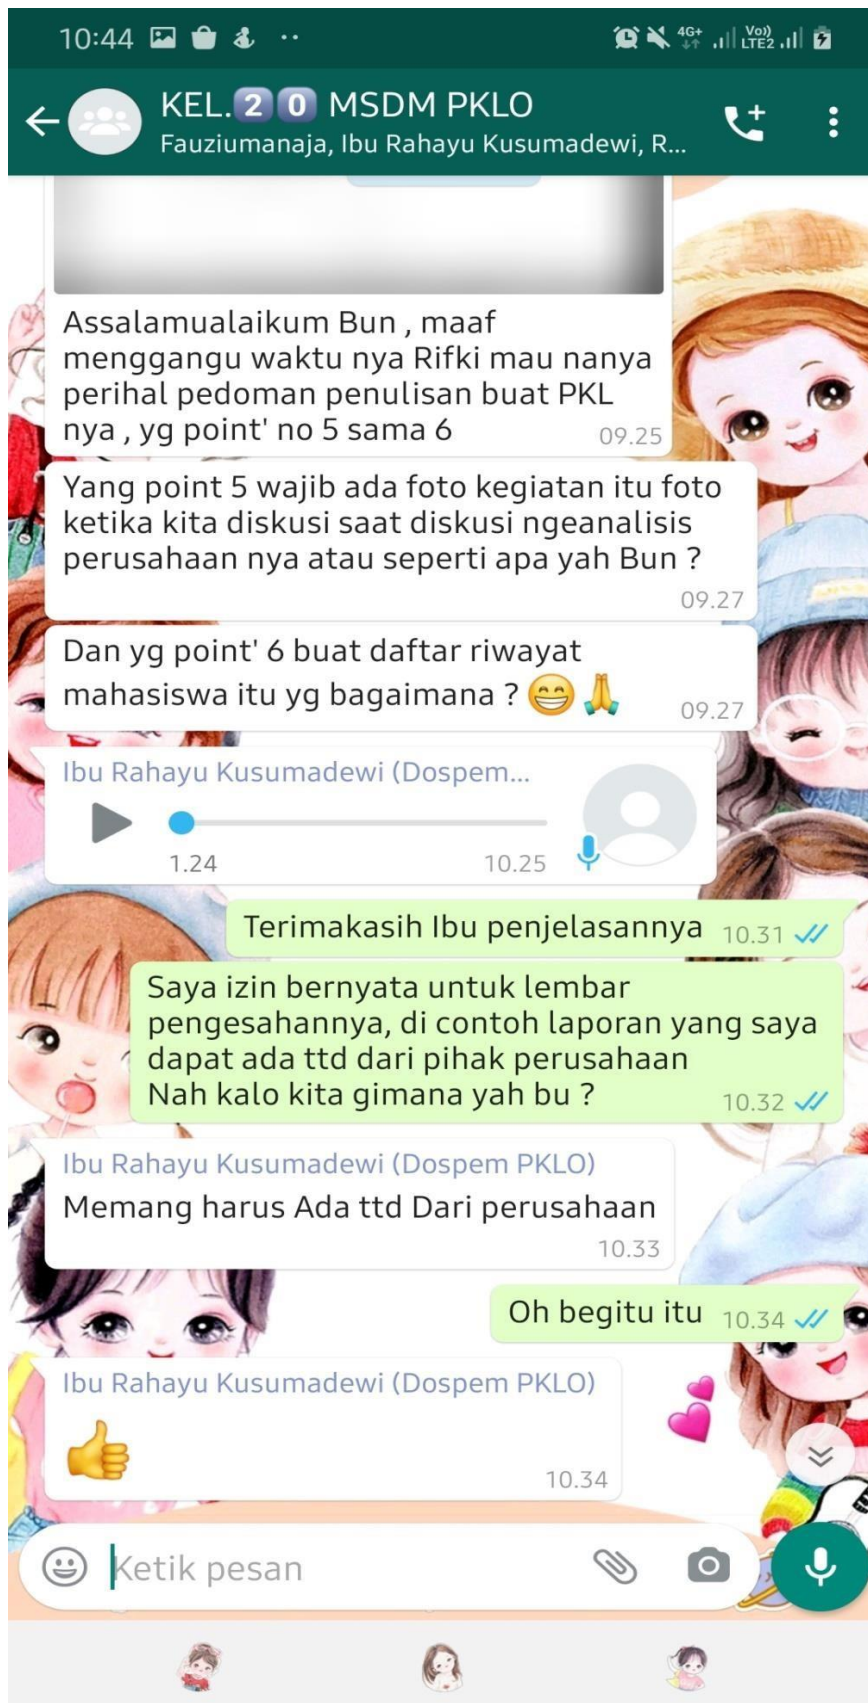 10:44
4G+ Vo)) LTE2
KEL.20 MSDM PKLO
Fauziumanaja, Ibu Rahayu Kusumadewi, R...
Assalamualaikum Bun , maaf
menggangu waktu nya Rifki mau nanya
perihal pedoman penulisan buat PKL
nya , yg point' no 5 sama 6 09.25
Yang point 5 wajib ada foto kegiatan itu foto
ketika kita diskusi saat diskusi ngeanalisis
perusahaan nya atau seperti apa yah Bun ?
09.27
Dan yg point' 6 buat daftar riwayat
mahasiswa itu yg bagaimana ? 😁🙏 09.27
Ibu Rahayu Kusumadewi (Dospem...
1.24 10.25
Terimakasih Ibu penjelasannya 10.31
Saya izin bernyata untuk lembar
pengesahannya, di contoh laporan yang saya
dapat ada ttd dari pihak perusahaan
Nah kalo kita gimana yah bu ? 10.32
Ibu Rahayu Kusumadewi (Dospem PKLO)
Memang harus Ada ttd Dari perusahaan
10.33
Oh begitu itu 10.34
Ibu Rahayu Kusumadewi (Dospem PKLO)
👍
10.34
Ketik pesan